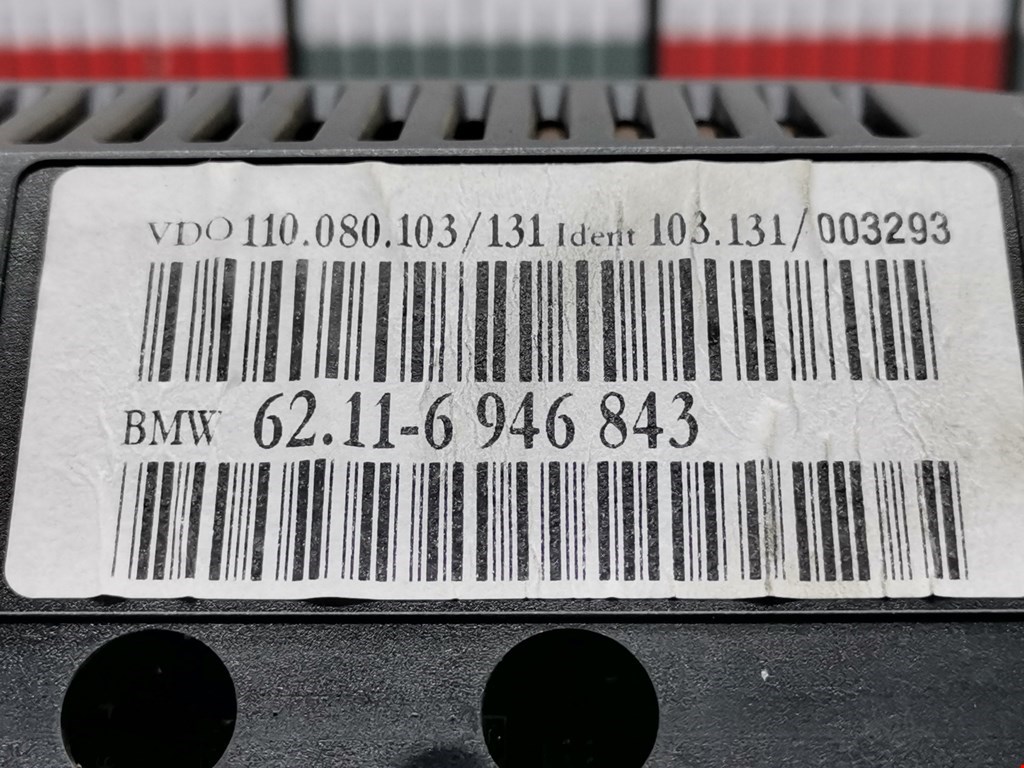 VDO 110.080.103/131 Ident 103.131/003293
BMW 62.11-6 946 843